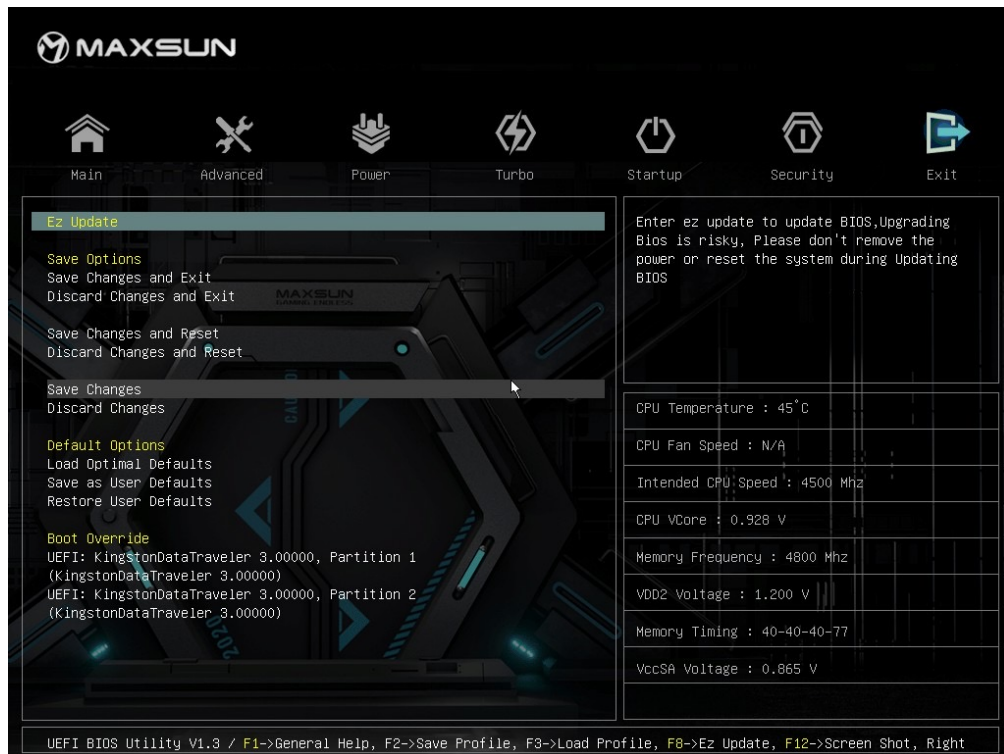 MAXSUN
Main Advanced Power Turbo Startup Security Exit
Ez Update
Save Options
Save Changes and Exit
Discard Changes and Exit
Save Changes and Reset
Discard Changes and Reset
Save Changes
Discard Changes
Default Options
Load Optimal Defaults
Save as User Defaults
Restore User Defaults
Boot Override
UEFI: KingstonDataTraveler 3.00000, Partition 1
(KingstonDataTraveler 3.00000)
UEFI: KingstonDataTraveler 3.00000, Partition 2
(KingstonDataTraveler 3.00000)
MAXSUN
GAMING ENDLESS
CAUTION
2020
Enter ez update to update BIOS,Upgrading
Bios is risky, Please don't remove the
power or reset the system during Updating
BIOS
CPU Temperature : 45°C
CPU Fan Speed : N/A
Intended CPU Speed : 4500 Mhz
CPU VCore : 0.928 V
Memory Frequency : 4800 Mhz
VDD2 Voltage : 1.200 V
Memory Timing : 40-40-40-77
VccSA Voltage : 0.865 V
UEFI BIOS Utility V1.3 / F1->General Help, F2->Save Profile, F3->Load Profile, F8->Ez Update, F12->Screen Shot, Right